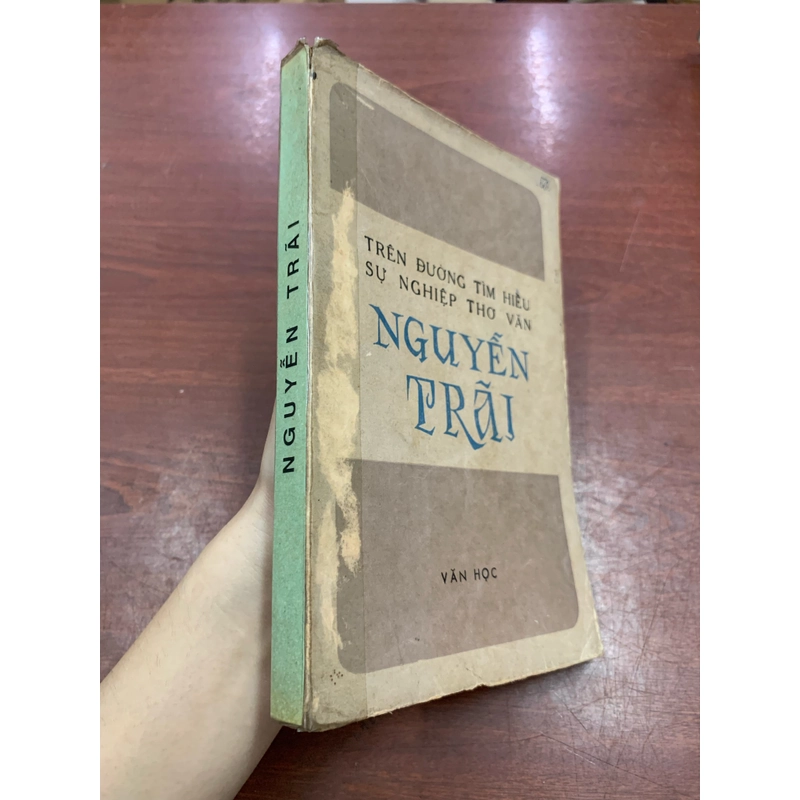 NGUYỄN TRÃI
TRÊN ĐƯỜNG TÌM HIỂU
SỰ NGHIỆP THƠ VĂN
NGUYỄN
TRÃI
VĂN HỌC